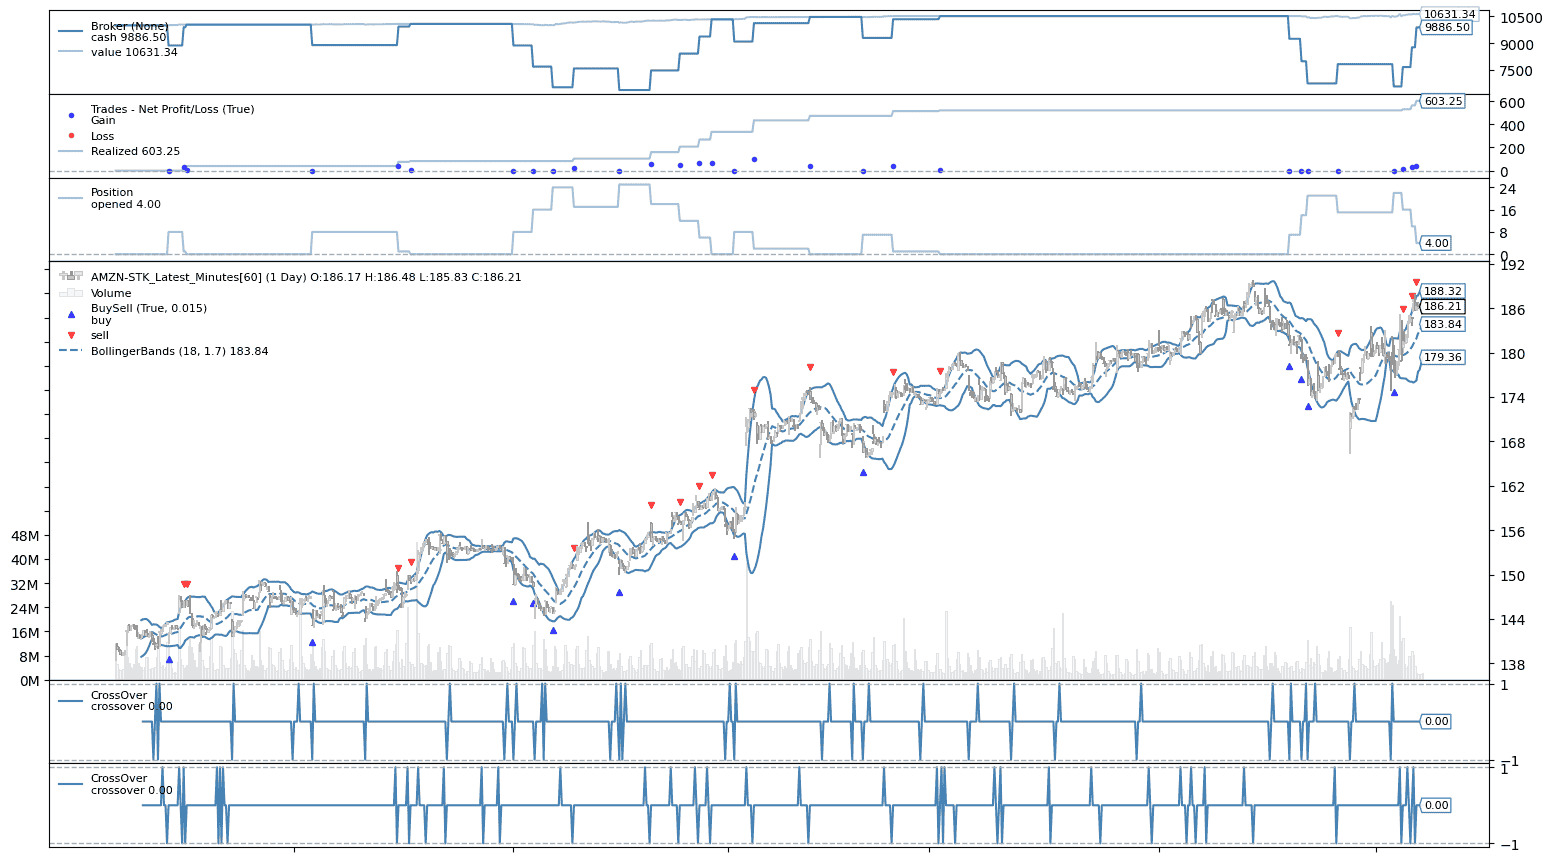 Broker (None)
cash 9886.50
value 10631.34
10631.34
10500
9886.50
9000
7500
Trades - Net Profit/Loss (True)
Gain
Loss
Realized 603.25
603.25
600
400
200
0
Position
opened 4.00
24
16
8
4.00
0
AMZN-STK_Latest_Minutes[60] (1 Day) O:186.17 H:186.48 L:185.83 C:186.21
Volume
BuySell (True, 0.015)
buy
sell
BollingerBands (18, 1.7) 183.84
192
188.32
186.21
186
183.84
180
179.36
174
168
162
156
150
144
138
48M
40M
32M
24M
16M
8M
0M
CrossOver
crossover 0.00
1
0.00
−1
CrossOver
crossover 0.00
1
0.00
−1